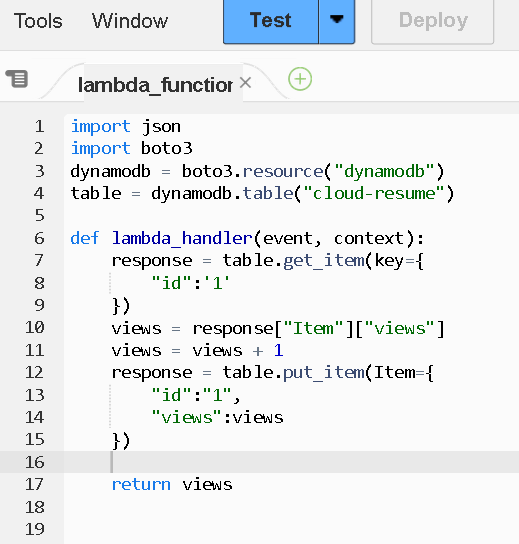 Tools Window Test Deploy
lambda_function
1 import json
2 import boto3
3 dynamodb = boto3.resource("dynamodb")
4 table = dynamodb.table("cloud-resume")
5
6 def lambda_handler(event, context):
7     response = table.get_item(key={
8         "id":'1'
9     })
10     views = response["Item"]["views"]
11     views = views + 1
12     response = table.put_item(Item={
13         "id":"1",
14         "views":views
15     })
16
17     return views
18
19